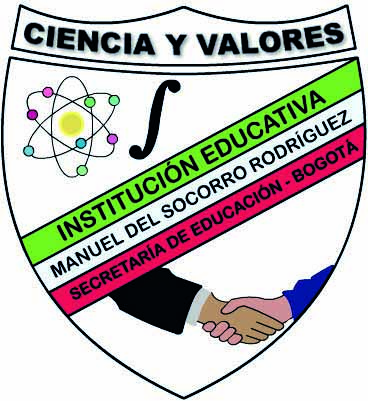 CIENCIA Y VALORES
∫
INSTITUCIÓN EDUCATIVA
MANUEL DEL SOCORRO RODRÍGUEZ
SECRETARÍA DE EDUCACIÓN - BOGOTÁ